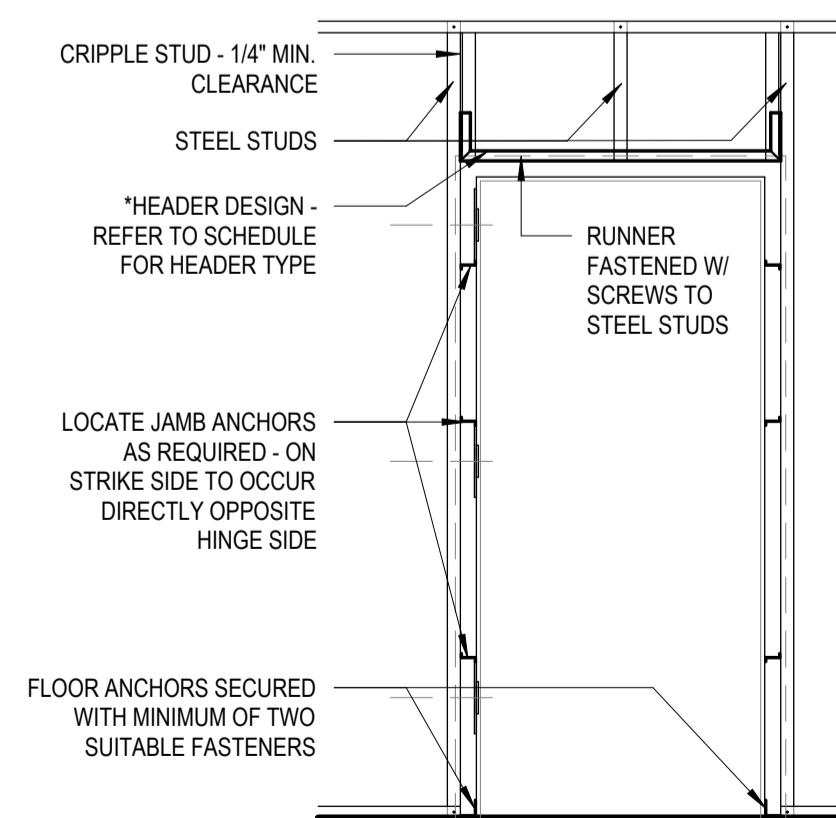 CRIPPLE STUD - 1/4" MIN.
CLEARANCE
STEEL STUDS
*HEADER DESIGN -
REFER TO SCHEDULE
FOR HEADER TYPE
RUNNER
FASTENED W/
SCREWS TO
STEEL STUDS
LOCATE JAMB ANCHORS
AS REQUIRED - ON
STRIKE SIDE TO OCCUR
DIRECTLY OPPOSITE
HINGE SIDE
FLOOR ANCHORS SECURED
WITH MINIMUM OF TWO
SUITABLE FASTENERS